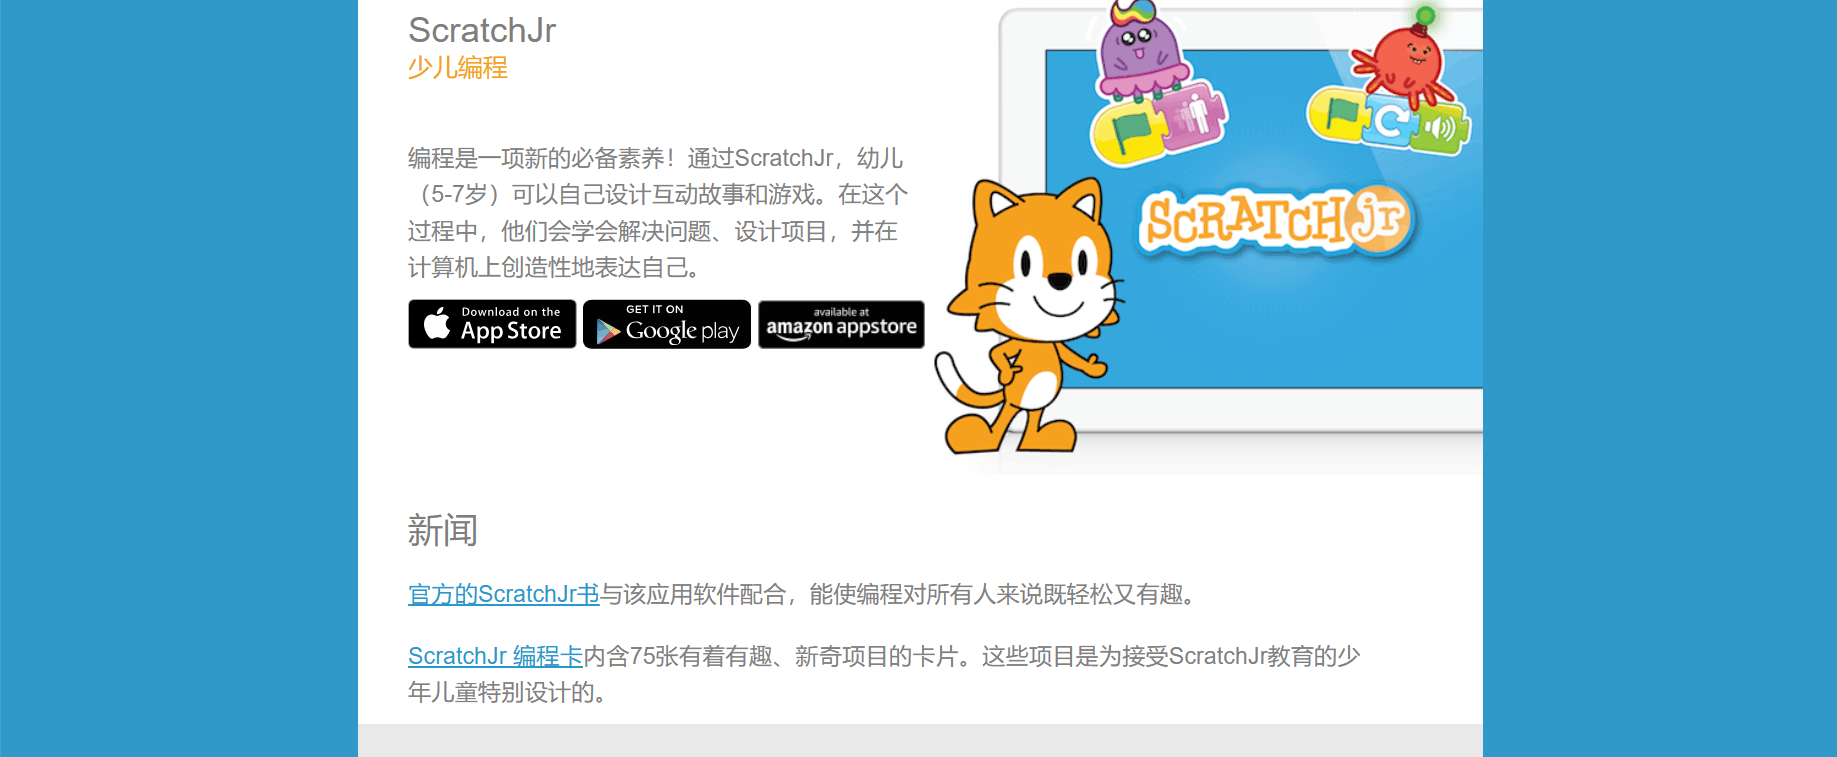 ScratchJr
少儿编程
编程是一项新的必备素养！通过ScratchJr，幼儿
（5-7岁）可以自己设计互动故事和游戏。在这个
过程中，他们会学会解决问题、设计项目，并在
计算机上创造性地表达自己。
Download on the
App Store
GET IT ON
Google play
available at
amazon appstore
SCRATCH jr
新闻
官方的ScratchJr书与该应用软件配合，能使编程对所有人来说既轻松又有趣。
ScratchJr 编程卡内含75张有着有趣、新奇项目的卡片。这些项目是为接受ScratchJr教育的少
年儿童特别设计的。